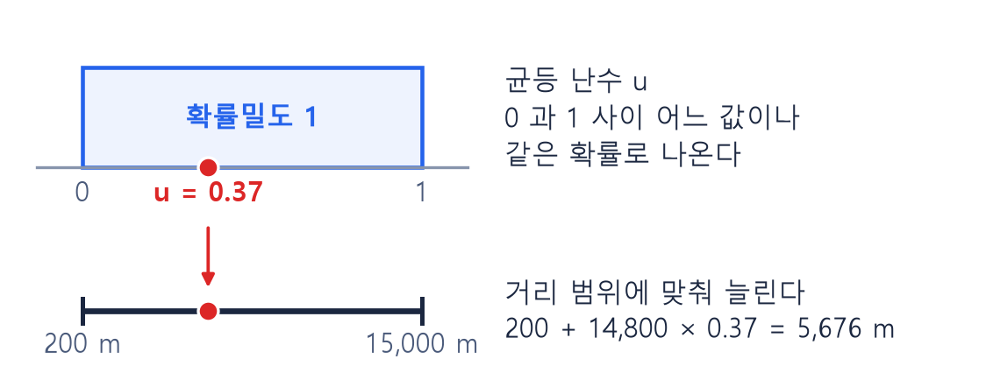 확률밀도 1
0
u = 0.37
1
균등 난수 u
0 과 1 사이 어느 값이나
같은 확률로 나온다
200 m
15,000 m
거리 범위에 맞춰 늘린다
200 + 14,800 × 0.37 = 5,676 m